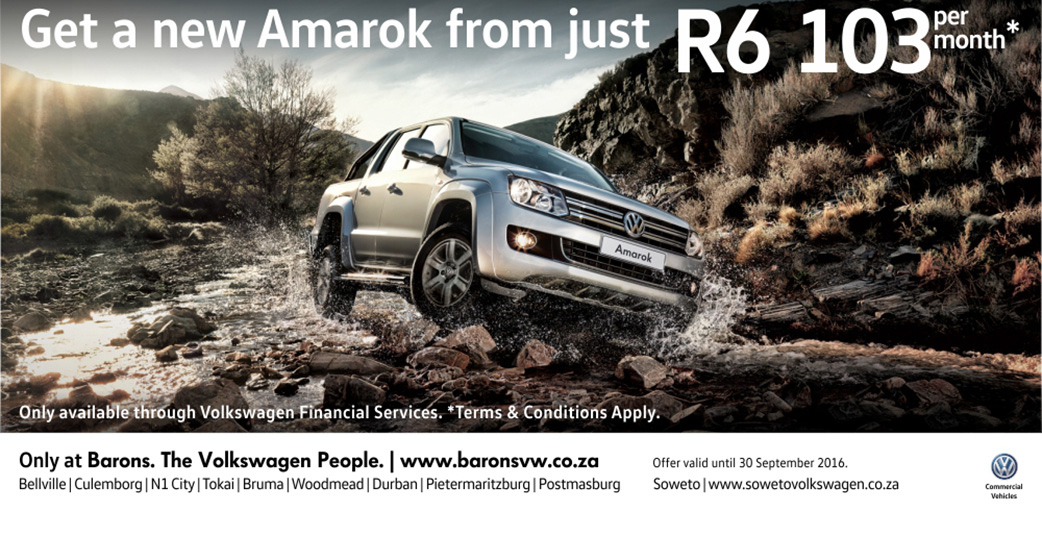 Get a new Amarok from just R6 103 per month*
Amarok
Only available through Volkswagen Financial Services. *Terms & Conditions Apply.
Only at Barons. The Volkswagen People. | www.baronsvw.co.za
Bellville | Culemborg | N1 City | Tokai | Bruma | Woodmead | Durban | Pietermaritzburg | Postmasburg
Offer valid until 30 September 2016.
Soweto | www.sowetovolkswagen.co.za
Commercial
Vehicles